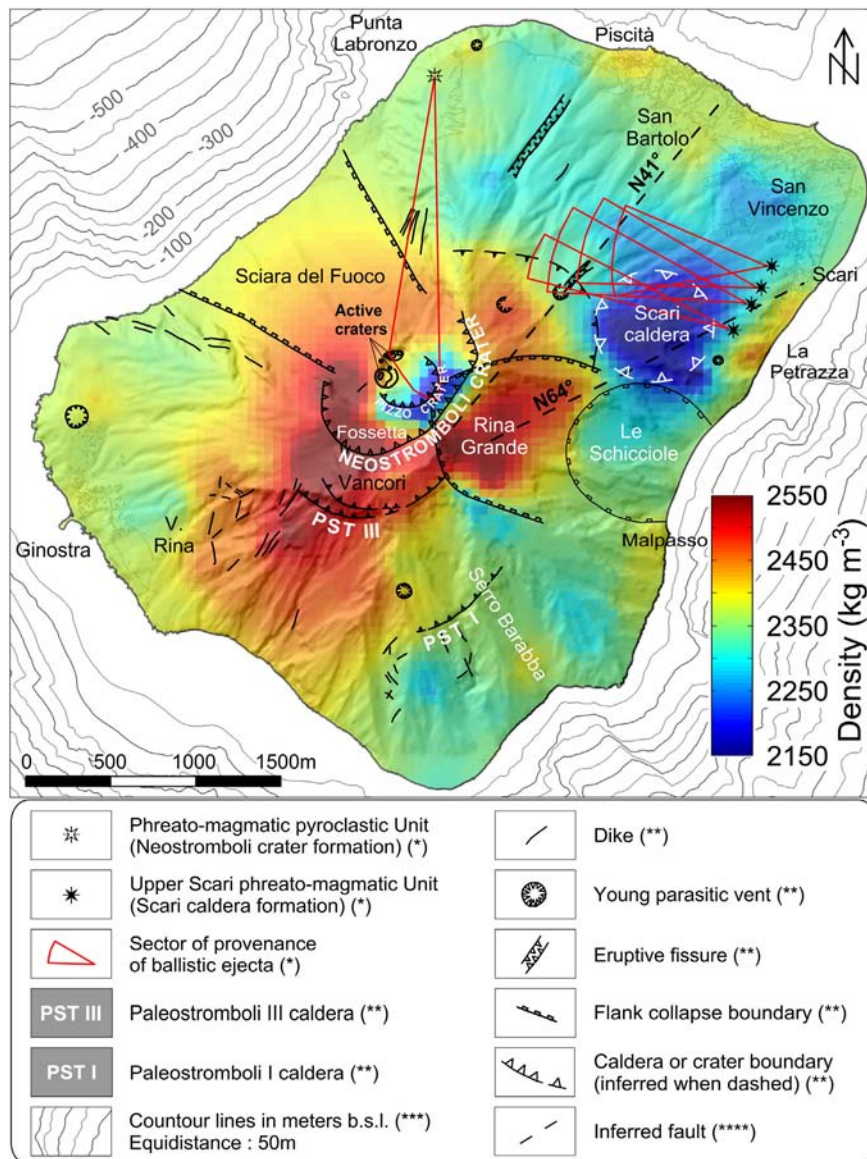 Punta
Labronzo
Piscità
N
-500
-400
-300
-200
-100
San
Bartolo
N41°
San
Vincenzo
Scari
Sciara del Fuoco
Active
craters
Scari
caldera
La
Petrazza
PIZZO CRATER
NEOSTROMBOLI CRATER
N64°
Fossetta
Rina
Grande
Le
Schicciole
Vancori
PST III
V.
Rina
Ginostra
Malpasso
Serro Barabba
PST I
2550
2450
2350
2250
2150
Density (kg m-3)
0 500 1000 1500m
Phreato-magmatic pyroclastic Unit
(Neostromboli crater formation) (*)
Upper Scari phreato-magmatic Unit
(Scari caldera formation) (*)
Sector of provenance
of ballistic ejecta (*)
PST III Paleostromboli III caldera (**)
PST I Paleostromboli I caldera (**)
Countour lines in meters b.s.l. (***)
Equidistance : 50m
Dike (**)
Young parasitic vent (**)
Eruptive fissure (**)
Flank collapse boundary (**)
Caldera or crater boundary
(inferred when dashed) (**)
Inferred fault (****)